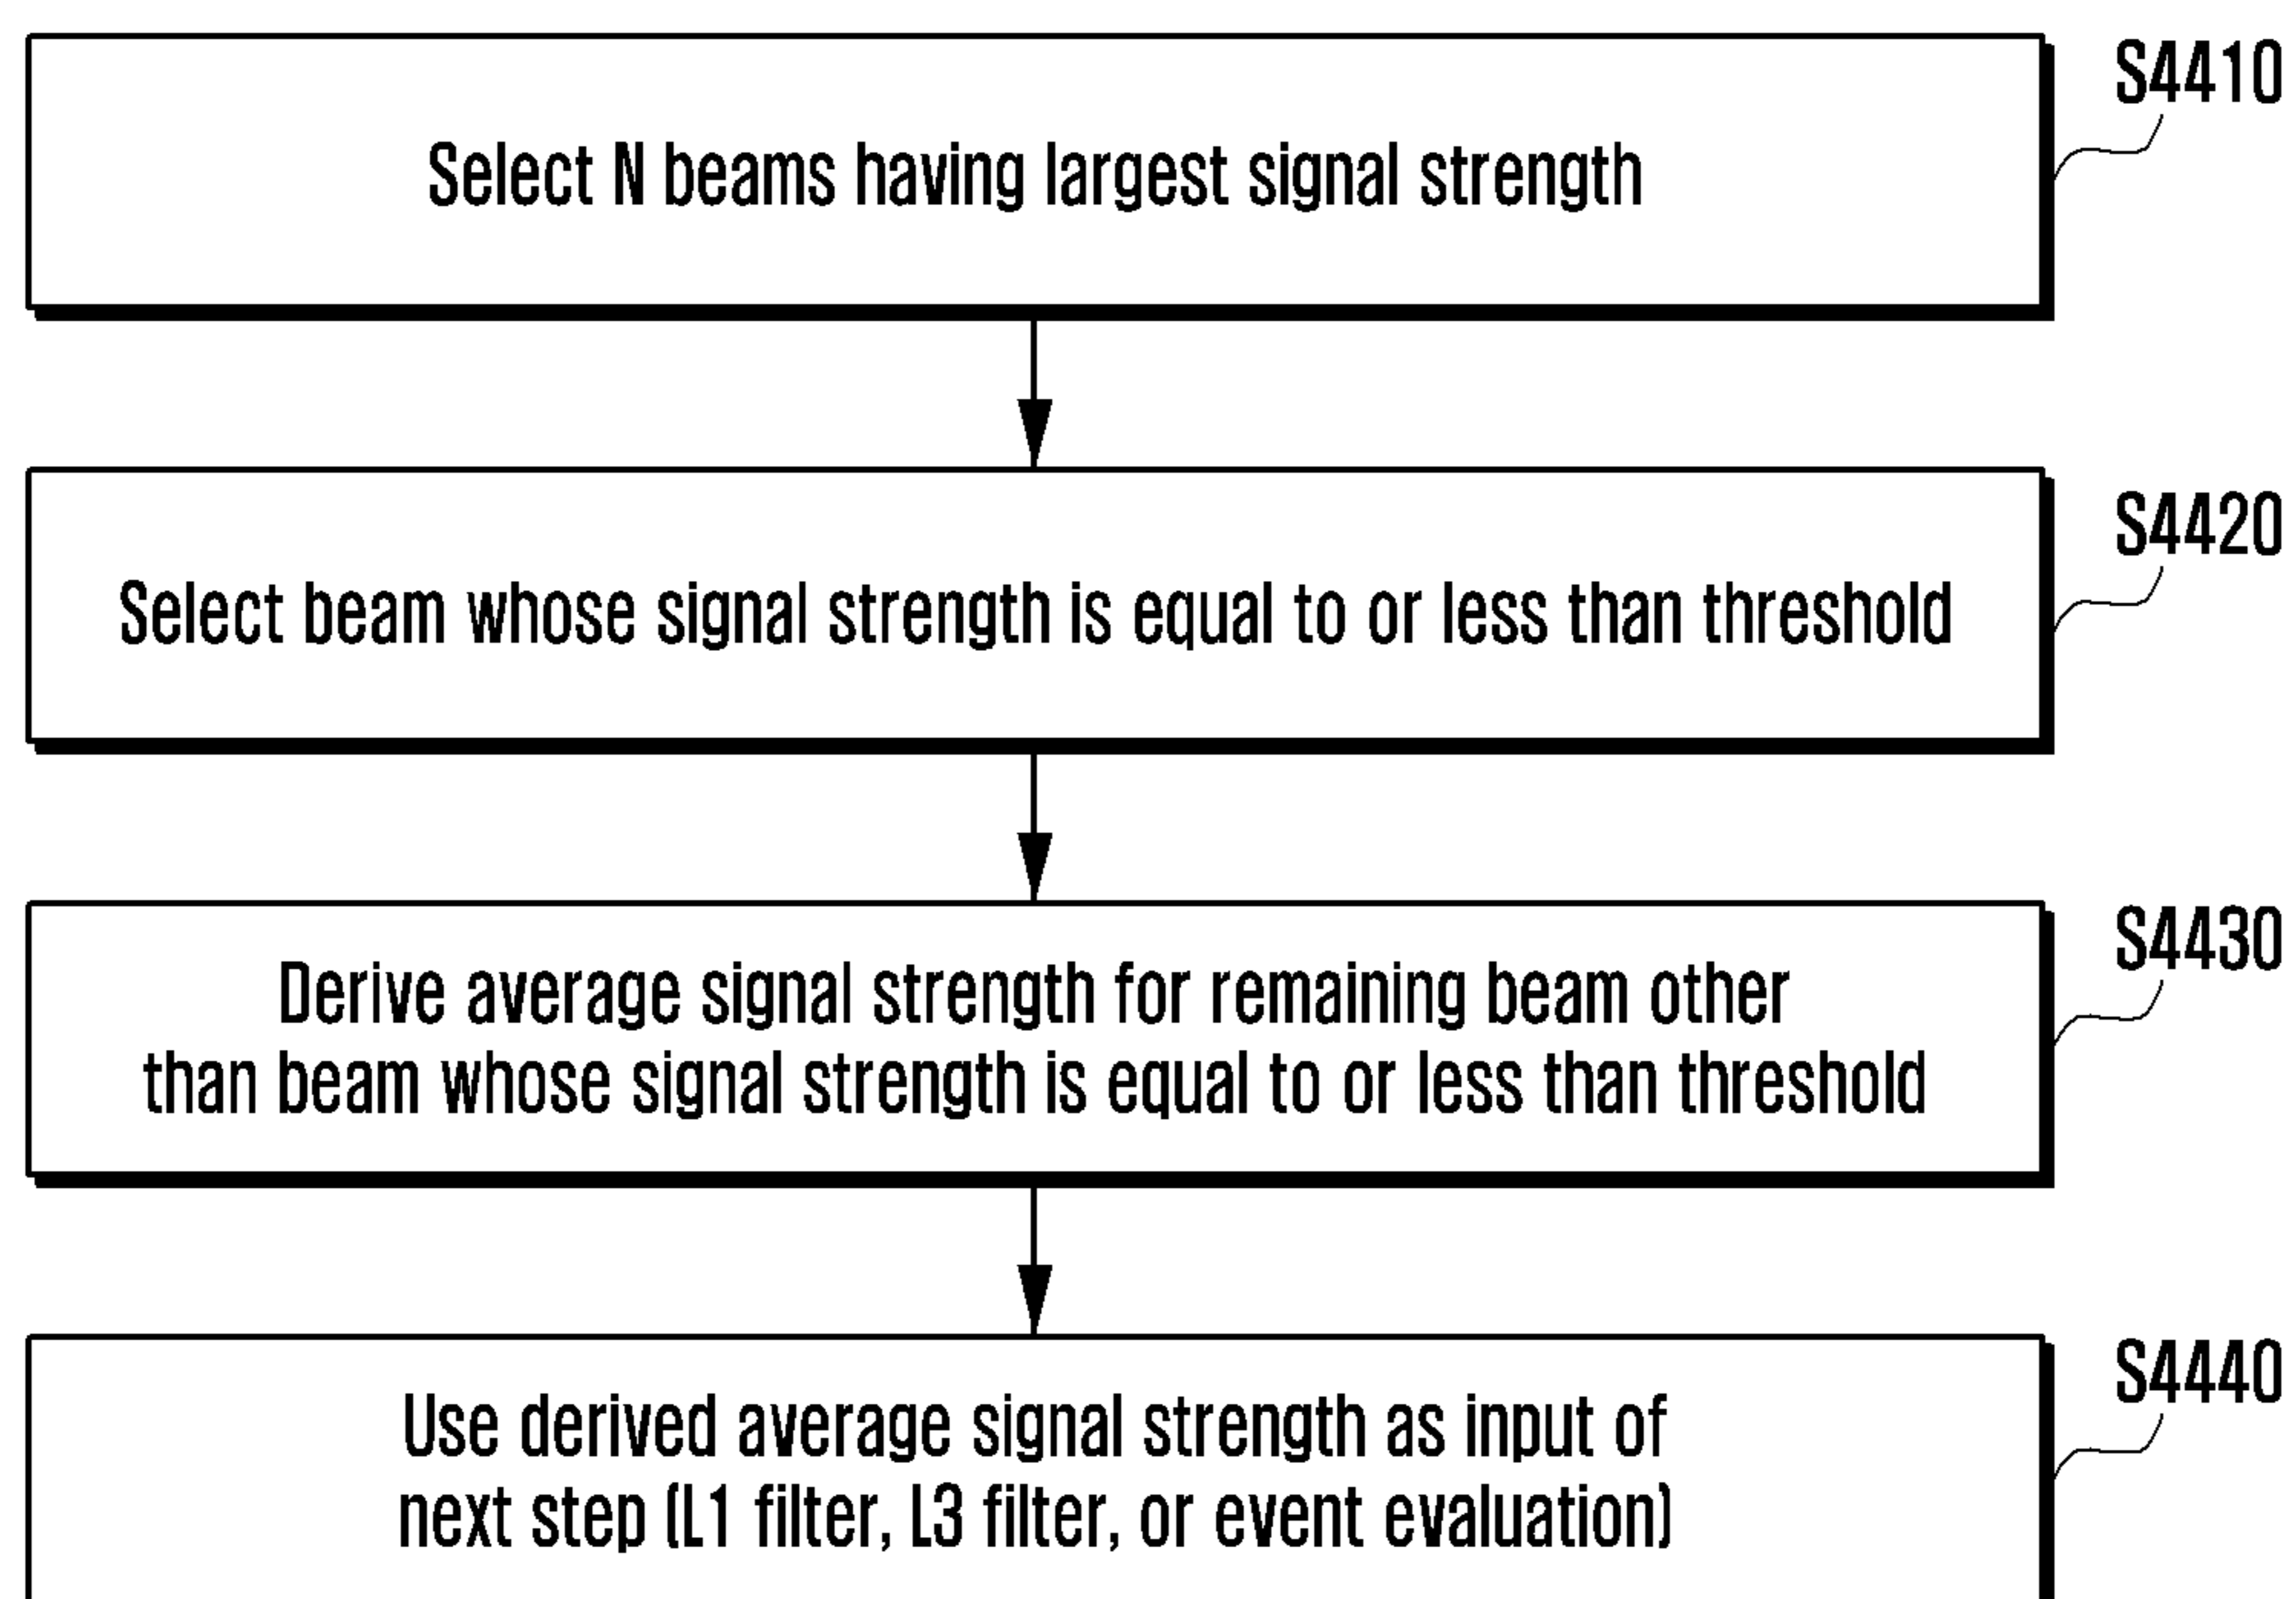 S4410
Select N beams having largest signal strength
S4420
Select beam whose signal strength is equal to or less than threshold
S4430
Derive average signal strength for remaining beam other
than beam whose signal strength is equal to or less than threshold
S4440
Use derived average signal strength as input of
next step (L1 filter, L3 filter, or event evaluation)